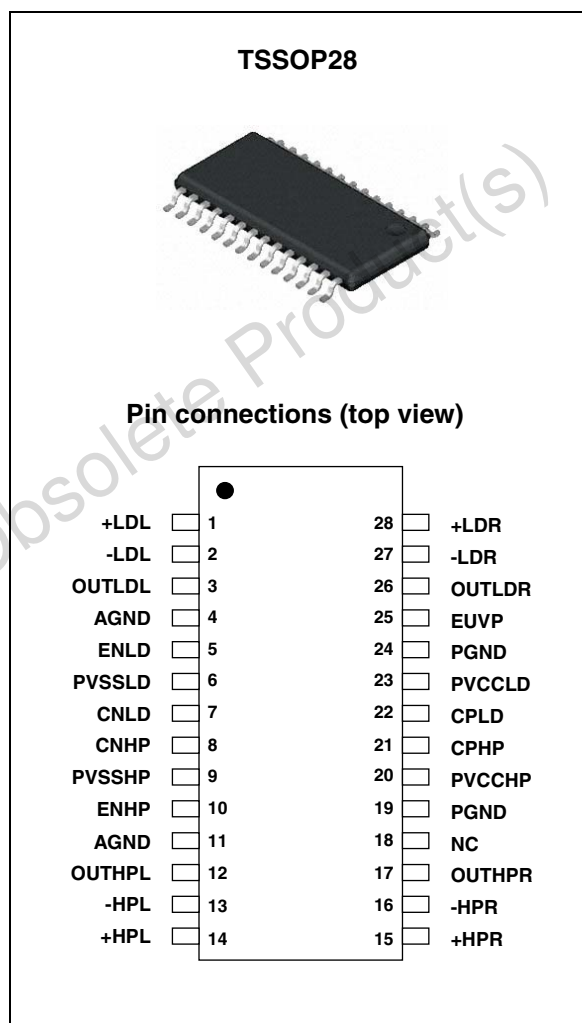 TSSOP28
Obsolete Product(s)
Pin connections (top view)
+LDL 1 28 +LDR
-LDL 2 27 -LDR
OUTLDL 3 26 OUTLDR
AGND 4 25 EUVP
ENLD 5 24 PGND
PVSSLD 6 23 PVCCLD
CNLD 7 22 CPLD
CNHP 8 21 CPHP
PVSSHP 9 20 PVCCHP
ENHP 10 19 PGND
AGND 11 18 NC
OUTHPL 12 17 OUTHPR
-HPL 13 16 -HPR
+HPL 14 15 +HPR